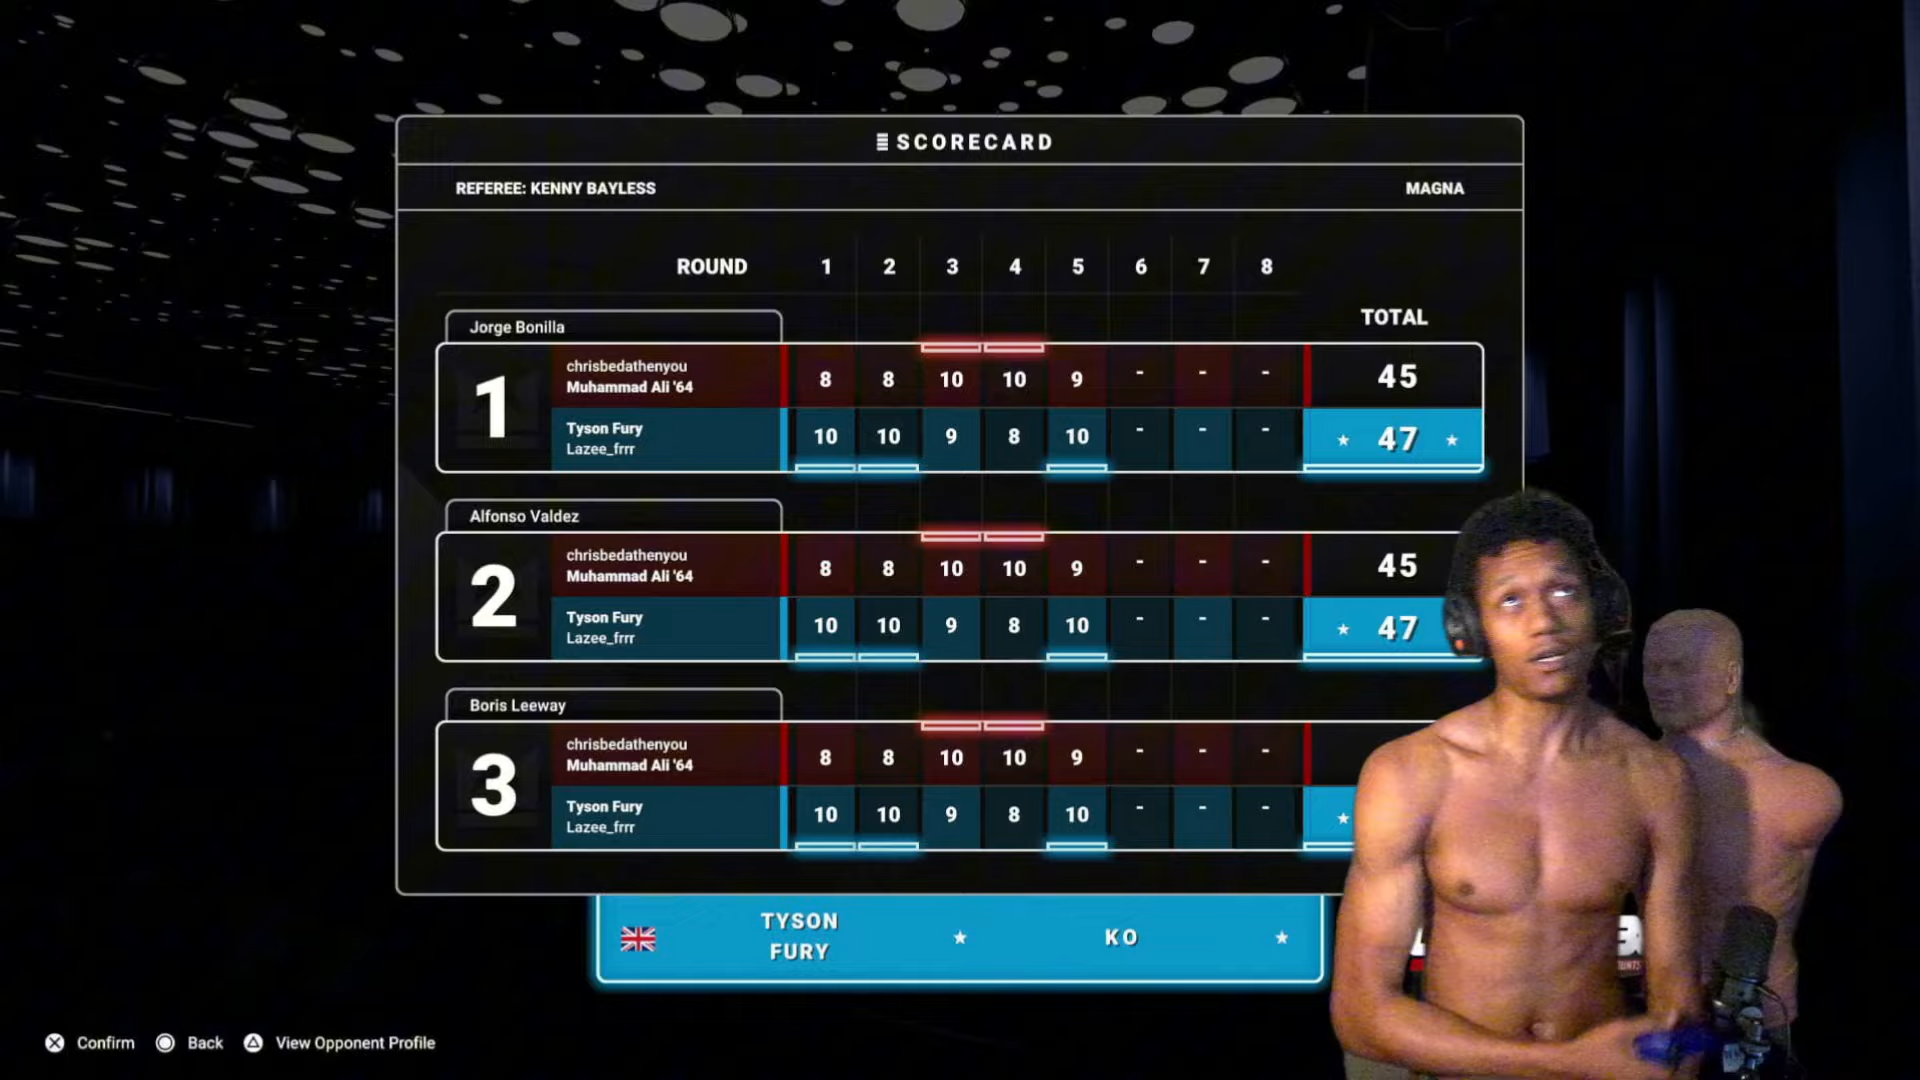 SCORECARD
REFEREE: KENNY BAYLESS MAGNA
ROUND 1 2 3 4 5 6 7 8
TOTAL
Jorge Bonilla
1
chrisbedathenyou
Muhammad Ali '64
8 8 10 10 9 - - - 45
Tyson Fury
Lazee_frrr
10 10 9 8 10 - - - 47
Alfonso Valdez
2
chrisbedathenyou
Muhammad Ali '64
8 8 10 10 9 - - - 45
Tyson Fury
Lazee_frrr
10 10 9 8 10 - - - 47
Boris Leeway
3
chrisbedathenyou
Muhammad Ali '64
8 8 10 10 9 - - -
Tyson Fury
Lazee_frrr
10 10 9 8 10 - - -
TYSON
FURY
KO
Confirm Back View Opponent Profile